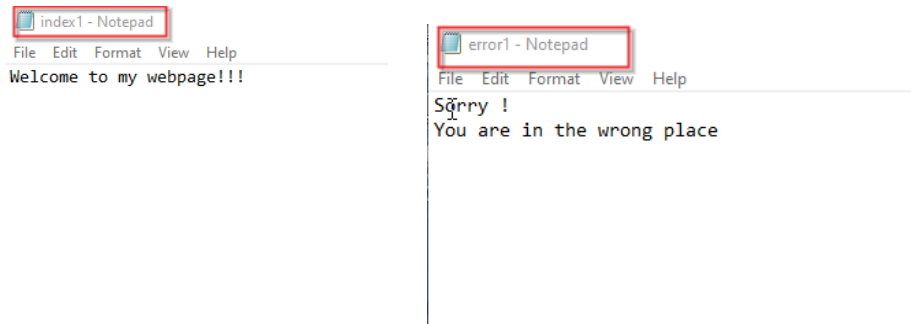 index1 - Notepad
File Edit Format View Help
Welcome to my webpage!!!
error1 - Notepad
File Edit Format View Help
Sorry !
You are in the wrong place